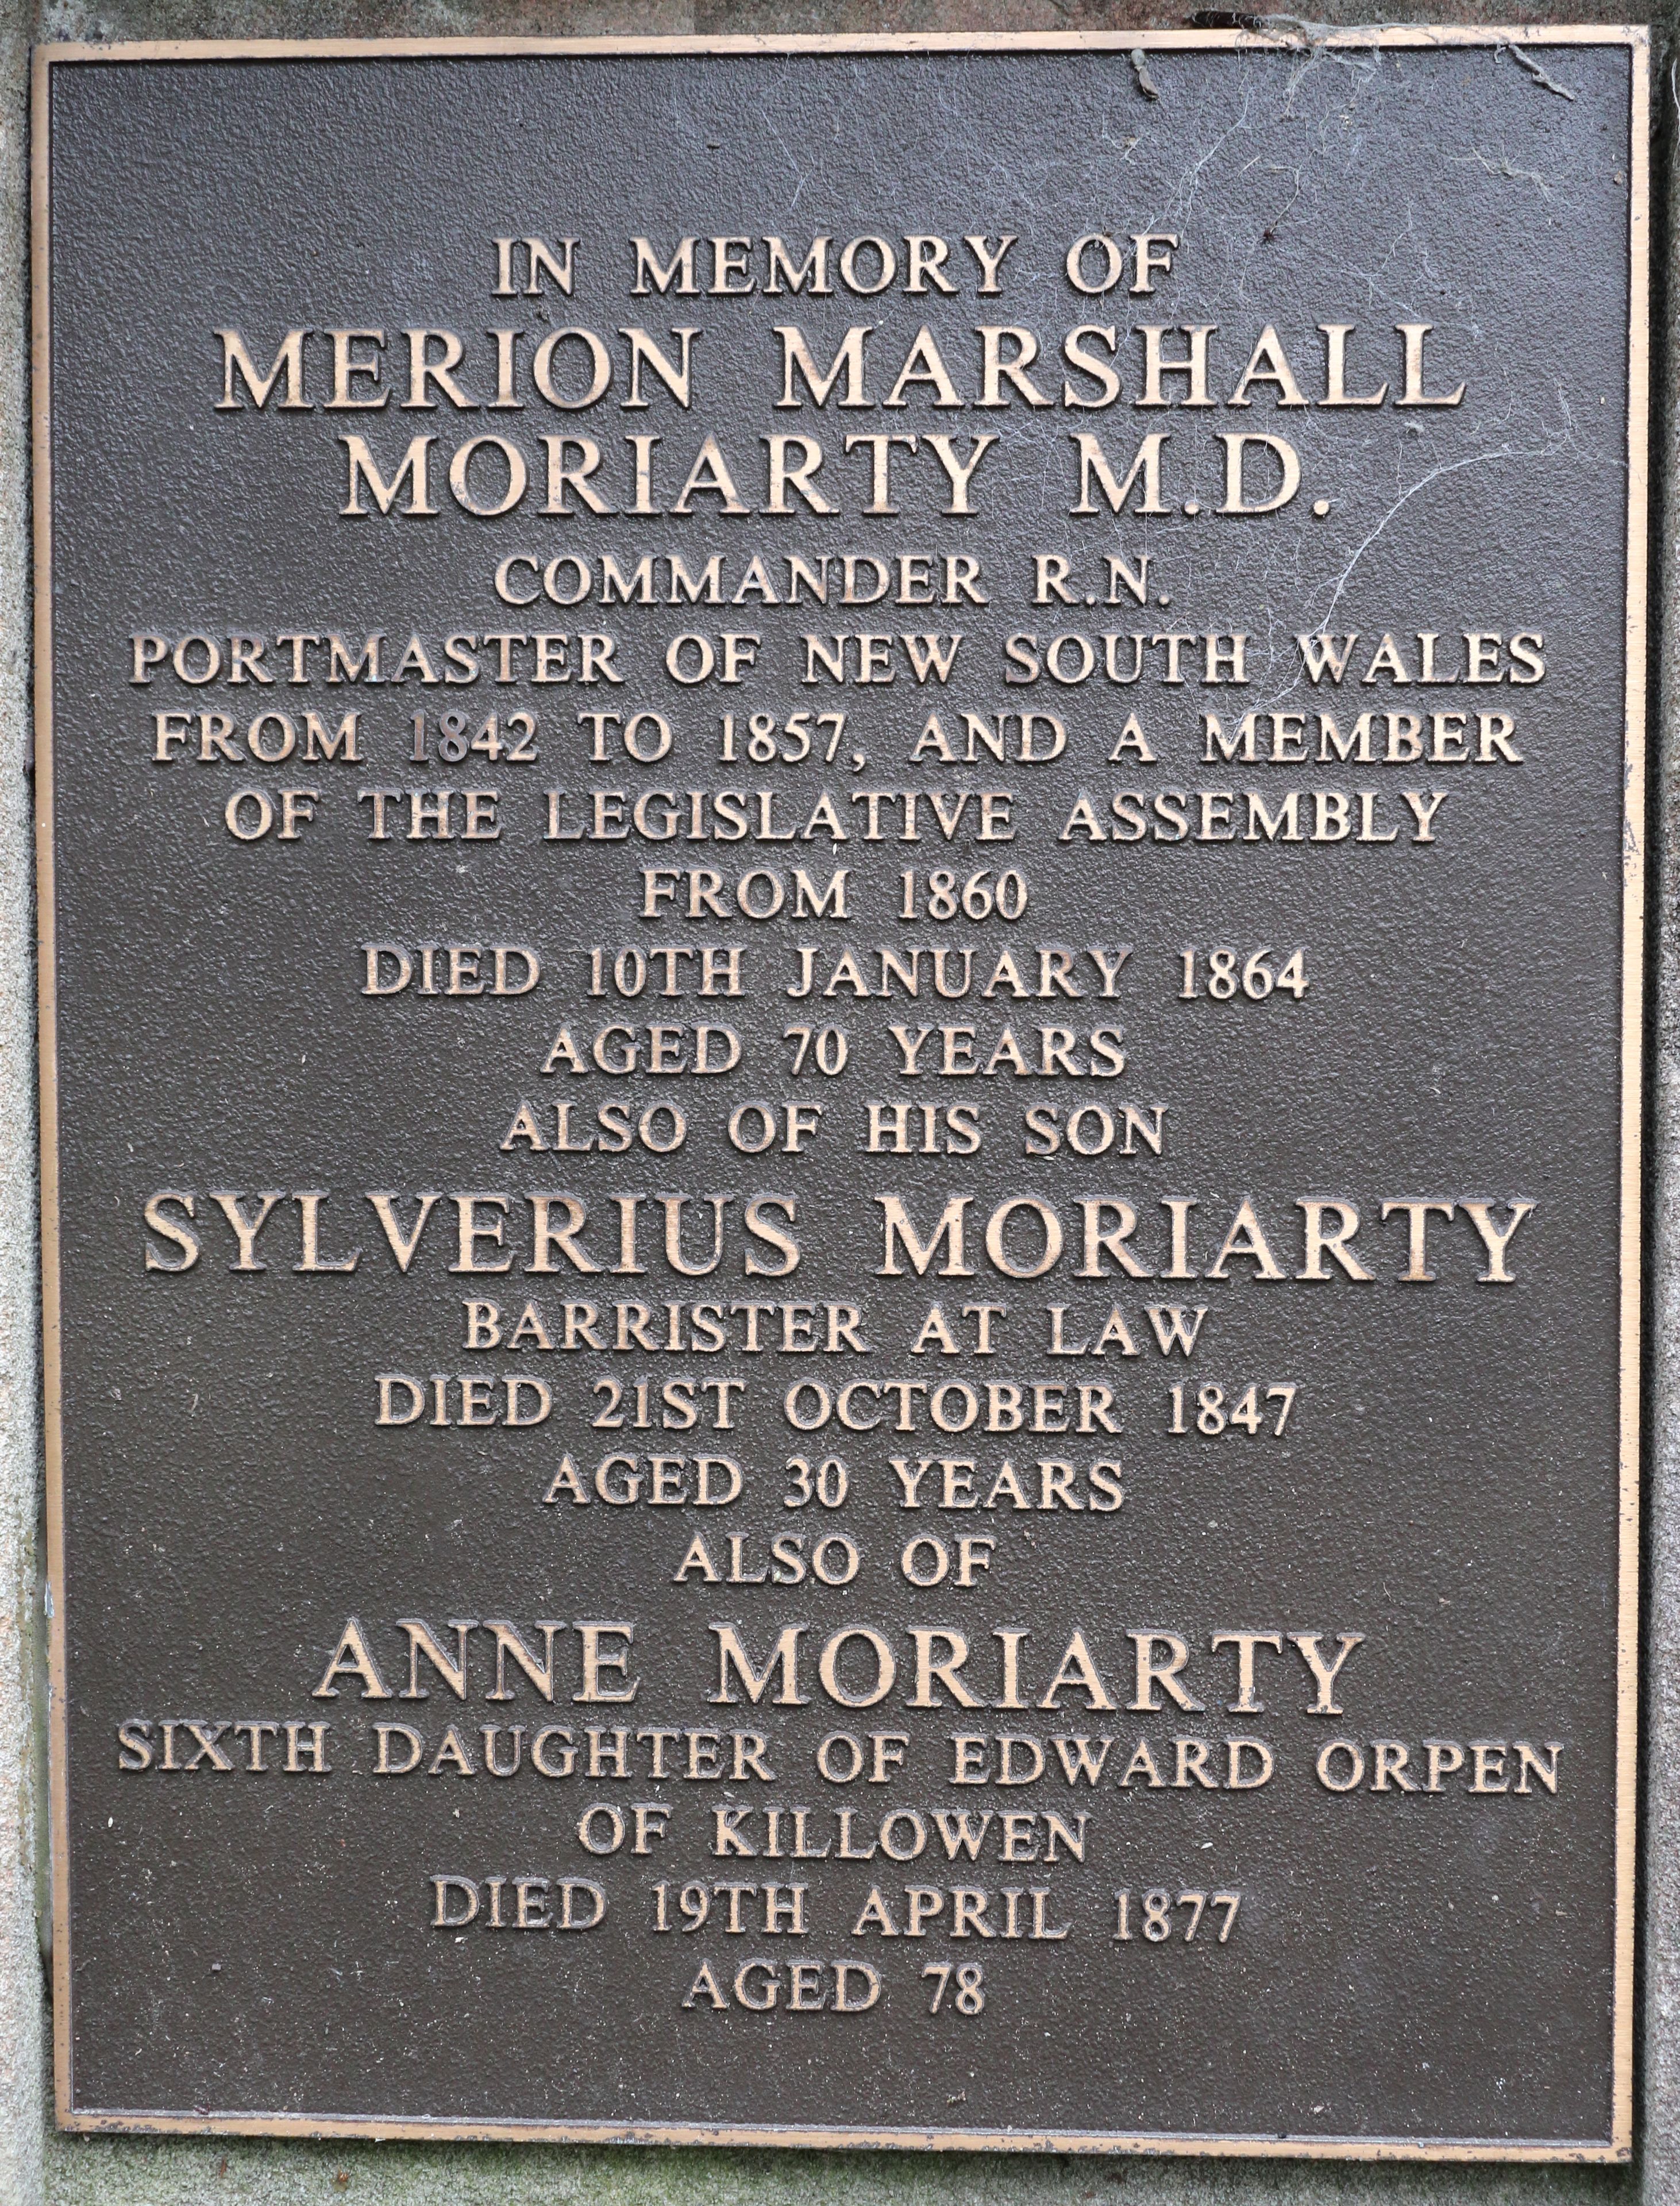 IN MEMORY OF
MERION MARSHALL
MORIARTY M.D.
COMMANDER R.N.
PORTMASTER OF NEW SOUTH WALES
FROM 1842 TO 1857, AND A MEMBER
OF THE LEGISLATIVE ASSEMBLY
FROM 1860
DIED 10TH JANUARY 1864
AGED 70 YEARS
ALSO OF HIS SON
SYLVERIUS MORIARTY
BARRISTER AT LAW
DIED 21ST OCTOBER 1847
AGED 30 YEARS
ALSO OF
ANNE MORIARTY
SIXTH DAUGHTER OF EDWARD ORPEN
OF KILLOWEN
DIED 19TH APRIL 1877
AGED 78